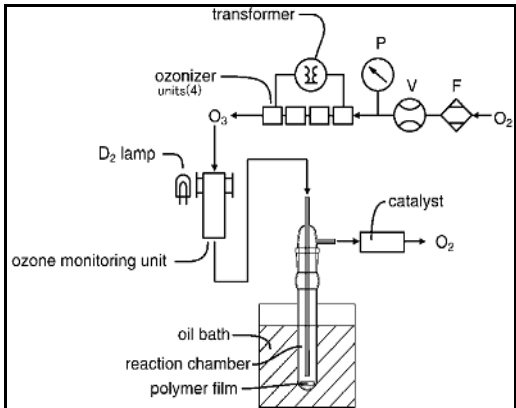 transformer
P
ozonizer
units(4)
V
F
O₃
O₂
D₂ lamp
catalyst
O₂
ozone monitoring unit
oil bath
reaction chamber
polymer film